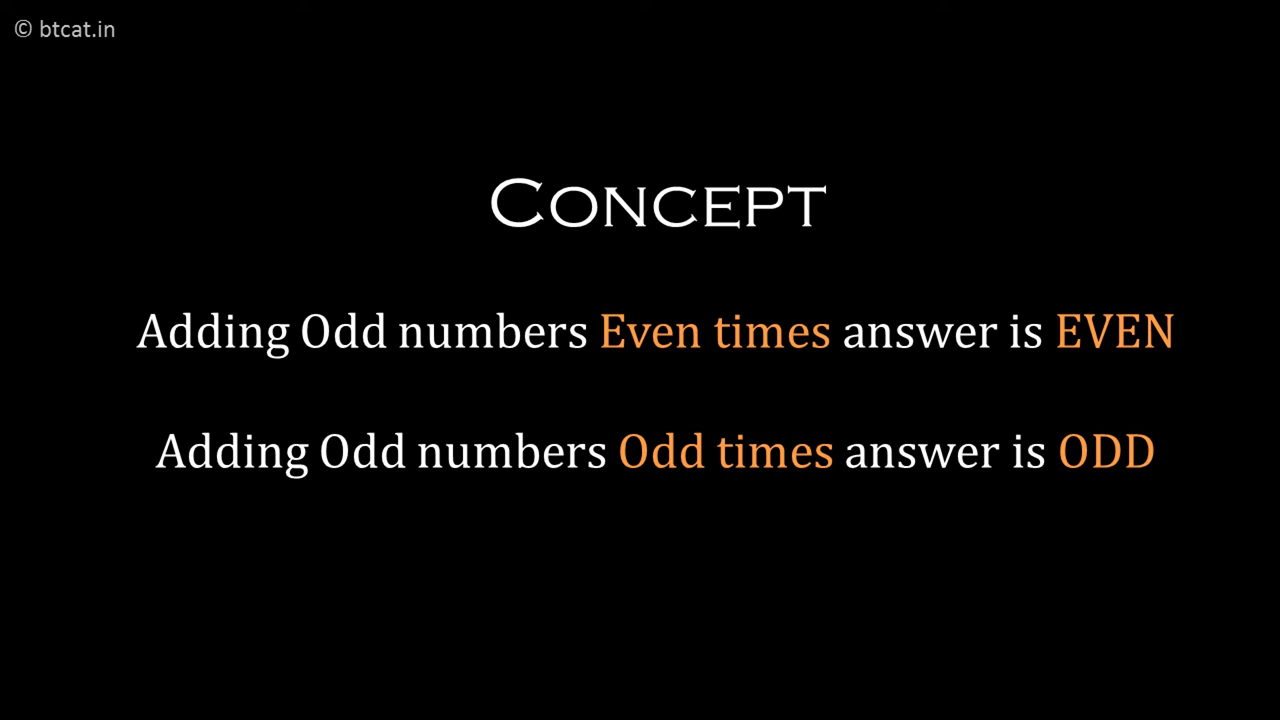 © btcat.in
CONCEPT
Adding Odd numbers Even times answer is EVEN
Adding Odd numbers Odd times answer is ODD